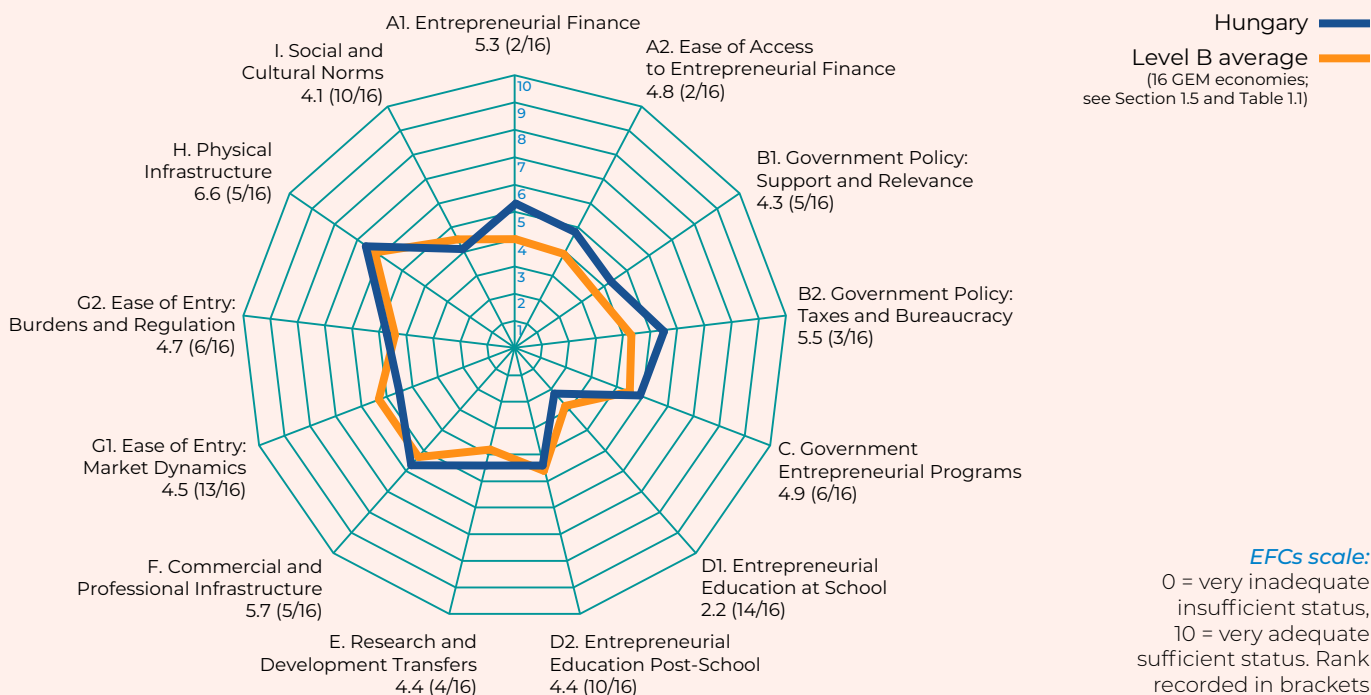 A1. Entrepreneurial Finance
5.3 (2/16)
A2. Ease of Access
to Entrepreneurial Finance
4.8 (2/16)
B1. Government Policy:
Support and Relevance
4.3 (5/16)
B2. Government Policy:
Taxes and Bureaucracy
5.5 (3/16)
C. Government
Entrepreneurial Programs
4.9 (6/16)
D1. Entrepreneurial
Education at School
2.2 (14/16)
D2. Entrepreneurial
Education Post-School
4.4 (10/16)
E. Research and
Development Transfers
4.4 (4/16)
F. Commercial and
Professional Infrastructure
5.7 (5/16)
G1. Ease of Entry:
Market Dynamics
4.5 (13/16)
G2. Ease of Entry:
Burdens and Regulation
4.7 (6/16)
H. Physical
Infrastructure
6.6 (5/16)
I. Social and
Cultural Norms
4.1 (10/16)
10
9
8
7
6
5
4
3
2
1
Hungary
Level B average
(16 GEM economies;
see Section 1.5 and Table 1.1)
EFCs scale:
0 = very inadequate
insufficient status,
10 = very adequate
sufficient status. Rank
recorded in brackets